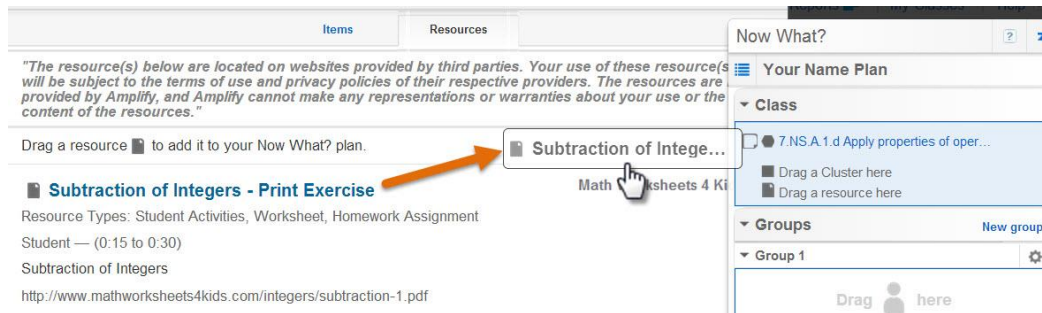 Reports My Classes Help
Items Resources
"The resource(s) below are located on websites provided by third parties. Your use of these resource(s
will be subject to the terms of use and privacy policies of their respective providers. The resources are
provided by Amplify, and Amplify cannot make any representations or warranties about your use or the
content of the resources."
Drag a resource to add it to your Now What? plan.
Subtraction of Intege...
Subtraction of Integers - Print Exercise
Math ksheets 4 Ki
Resource Types: Student Activities, Worksheet, Homework Assignment
Student — (0:15 to 0:30)
Subtraction of Integers
http://www.mathworksheets4kids.com/integers/subtraction-1.pdf
Now What? ?
Your Name Plan
Class
7.NS.A.1.d Apply properties of oper...
Drag a Cluster here
Drag a resource here
Groups New group
Group 1
Drag here